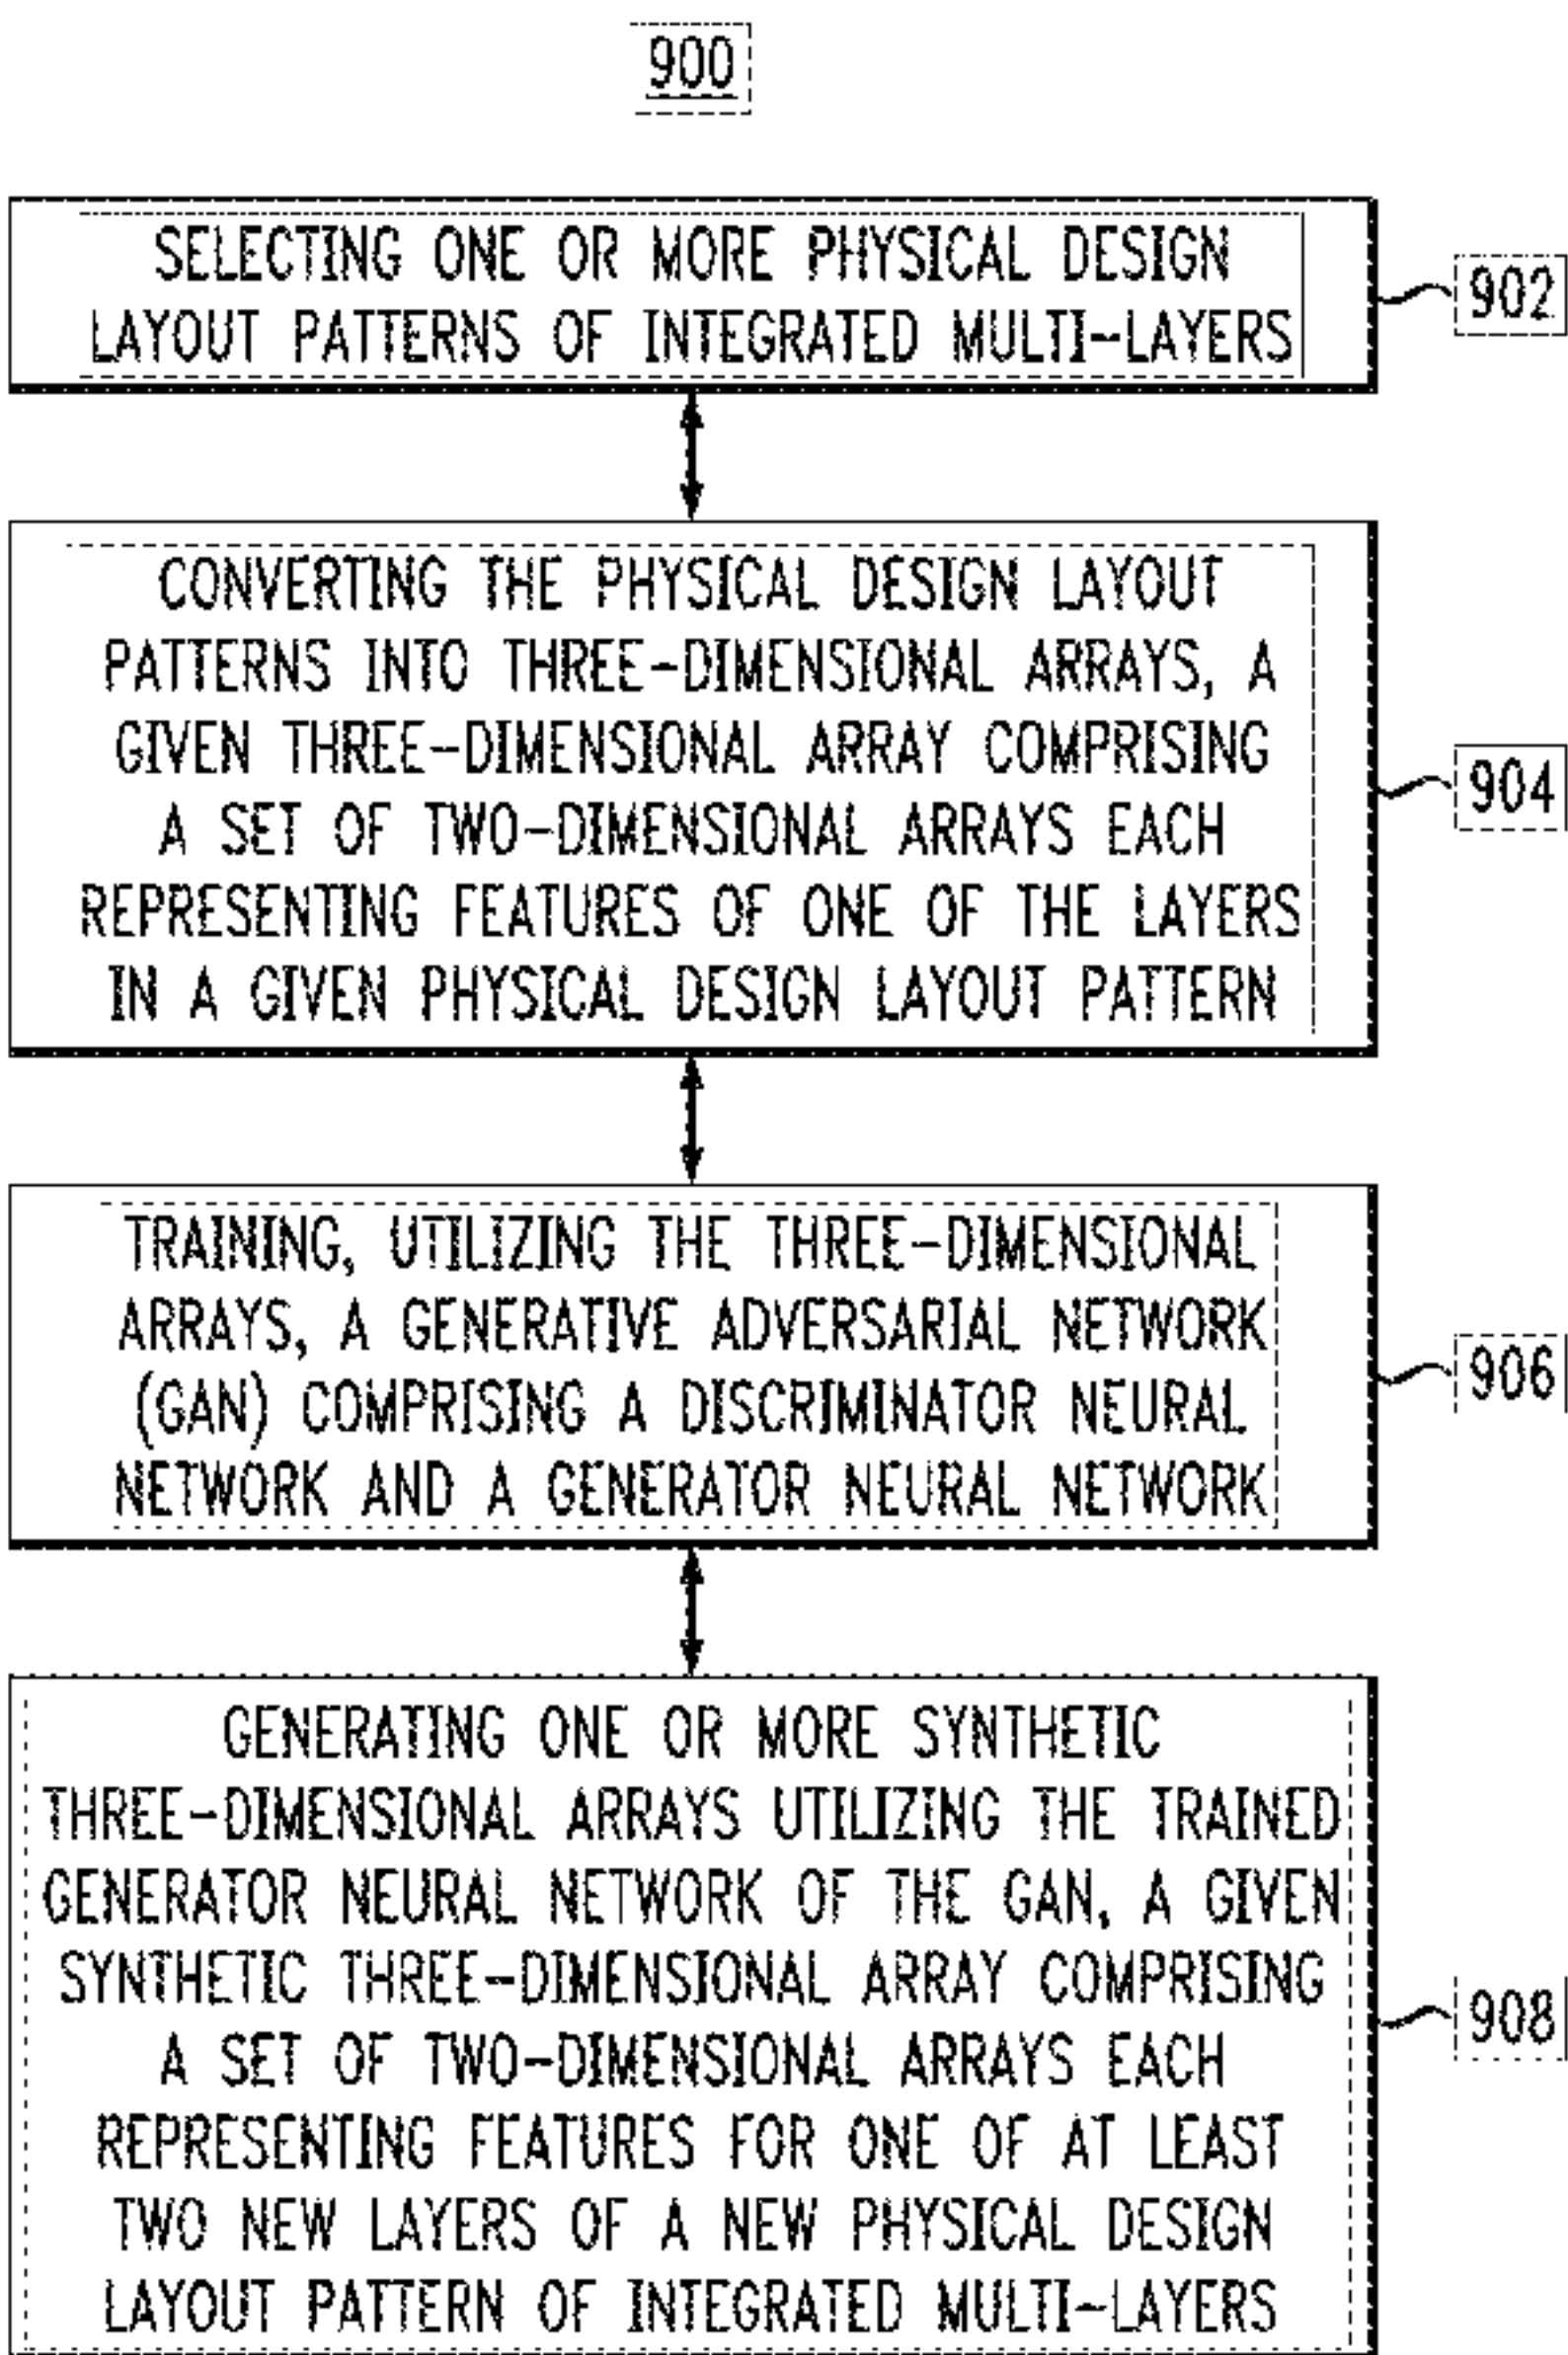 900
SELECTING ONE OR MORE PHYSICAL DESIGN
LAYOUT PATTERNS OF INTEGRATED MULTI-LAYERS
902
CONVERTING THE PHYSICAL DESIGN LAYOUT
PATTERNS INTO THREE-DIMENSIONAL ARRAYS, A
GIVEN THREE-DIMENSIONAL ARRAY COMPRISING
A SET OF TWO-DIMENSIONAL ARRAYS EACH
REPRESENTING FEATURES OF ONE OF THE LAYERS
IN A GIVEN PHYSICAL DESIGN LAYOUT PATTERN
904
TRAINING, UTILIZING THE THREE-DIMENSIONAL
ARRAYS, A GENERATIVE ADVERSARIAL NETWORK
(GAN) COMPRISING A DISCRIMINATOR NEURAL
NETWORK AND A GENERATOR NEURAL NETWORK
906
GENERATING ONE OR MORE SYNTHETIC
THREE-DIMENSIONAL ARRAYS UTILIZING THE TRAINED
GENERATOR NEURAL NETWORK OF THE GAN, A GIVEN
SYNTHETIC THREE-DIMENSIONAL ARRAY COMPRISING
A SET OF TWO-DIMENSIONAL ARRAYS EACH
REPRESENTING FEATURES FOR ONE OF AT LEAST
TWO NEW LAYERS OF A NEW PHYSICAL DESIGN
LAYOUT PATTERN OF INTEGRATED MULTI-LAYERS
908